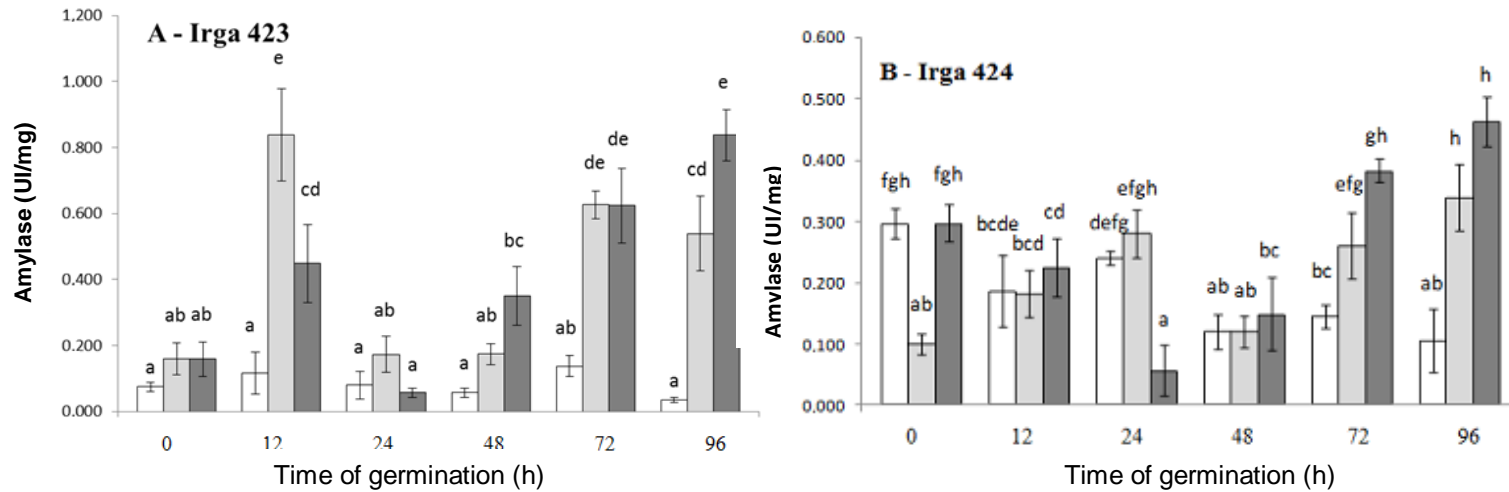 A - Irga 423
Amylase (UI/mg)
1,200
1.000
0.800
0.600
0.400
0.200
0.000
a
ab
ab
a
e
cd
a
ab
a
a
ab
bc
ab
de
de
a
cd
e
0
12
24
48
72
96
Time of germination (h)
B - Irga 424
Amylase (UI/mg)
0.600
0.500
0.400
0.300
0.200
0.100
0.000
fgh
ab
fgh
bcde
bcd
cd
defg
efgh
a
ab
ab
bc
bc
efg
gh
ab
h
h
0
12
24
48
72
96
Time of germination (h)